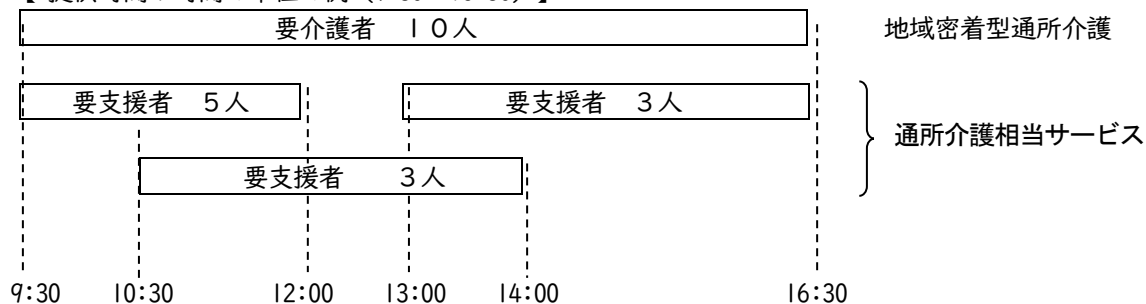 要介護者 10人
地域密着型通所介護
要支援者 5人
要支援者 3人
通所介護相当サービス
要支援者 3人
9:30 10:30 12:00 13:00 14:00 16:30